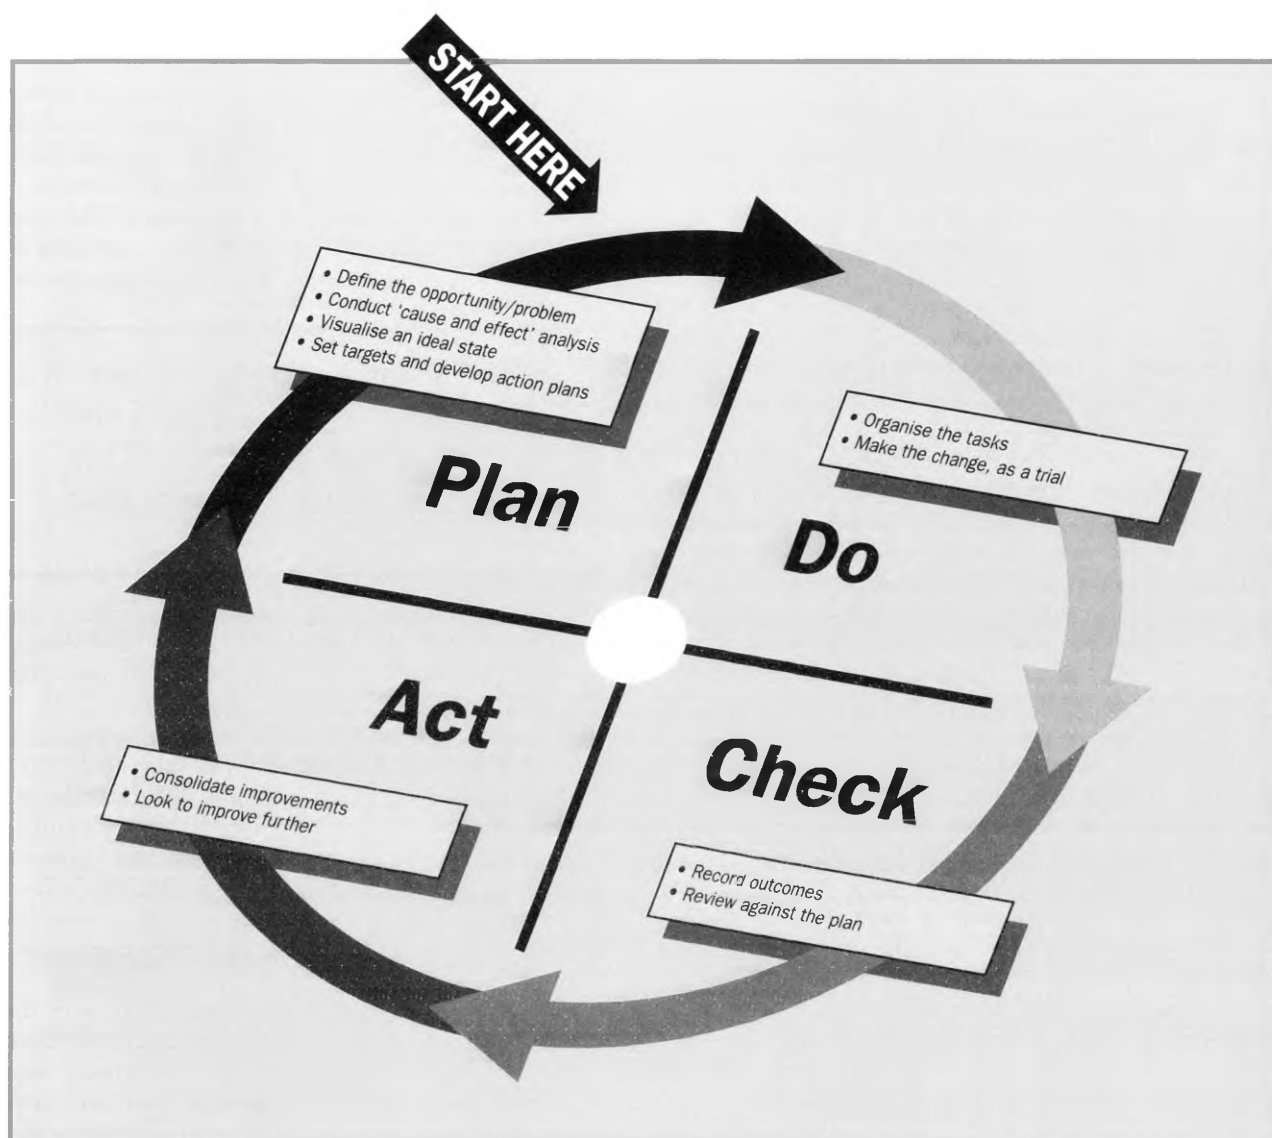 START HERE
• Define the opportunity/problem
• Conduct ‘cause and effect’ analysis
• Visualise an ideal state
• Set targets and develop action plans
Plan
• Organise the tasks
• Make the change, as a trial
Do
Check
• Record outcomes
• Review against the plan
Act
• Consolidate improvements
• Look to improve further